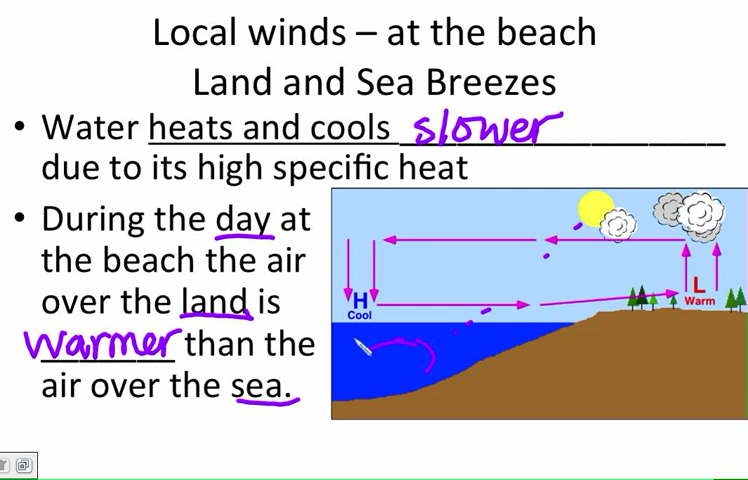 Local winds – at the beach
Land and Sea Breezes
• Water heats and cools slower
due to its high specific heat
• During the day at
the beach the air
over the land is
warmer than the
air over the sea.
H
Cool
L
Warm